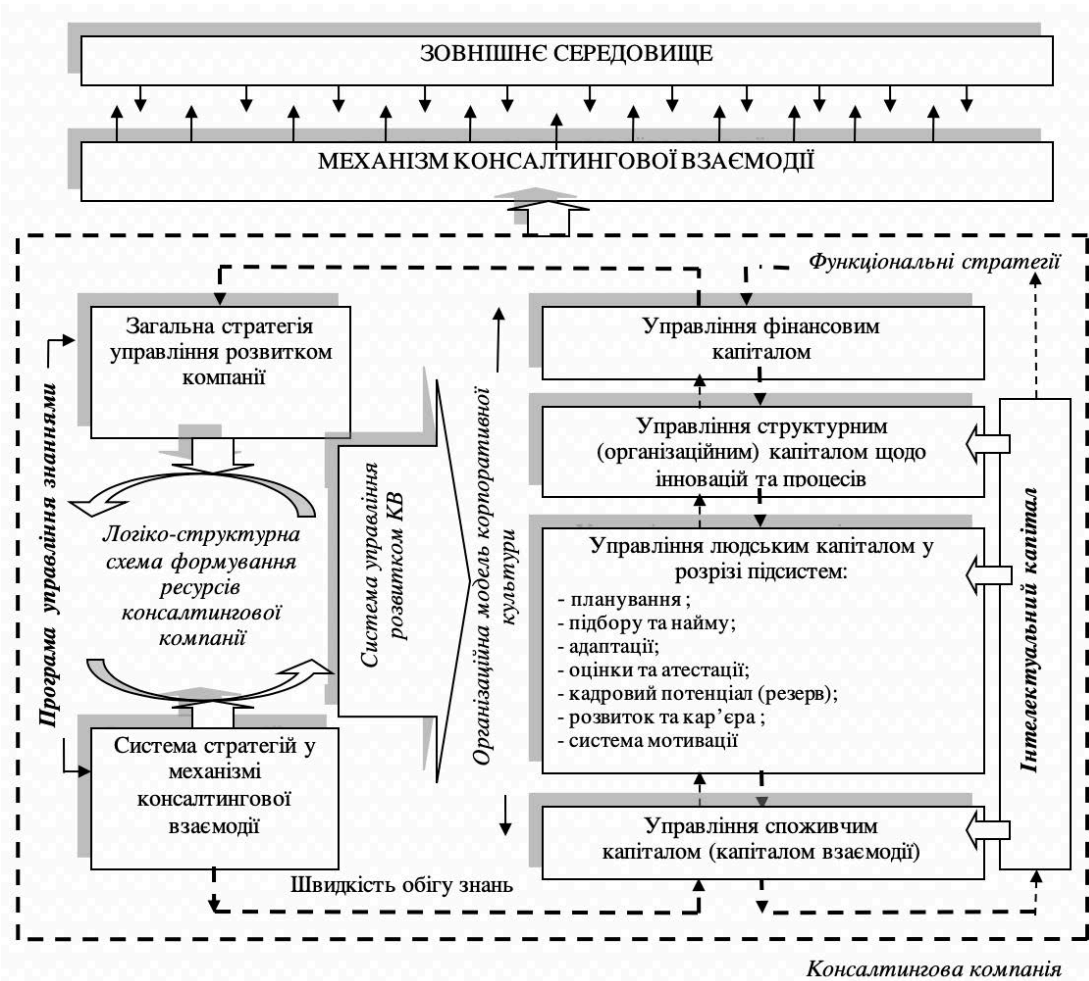 ЗОВНІШНЄ СЕРЕДОВИЩЕ
МЕХАНІЗМ КОНСАЛТИНГОВОЇ ВЗАЄМОДІЇ
Функціональні стратегії
Загальна стратегія
управління розвитком
компанії
Програма управління знаннями
Логіко-структурна
схема формування
ресурсів
консалтингової
компанії
Система стратегій у
механізмі
консалтингової
взаємодії
Система управління
розвитком КВ
Організаційна модель корпоративної
культури
Управління фінансовим
капіталом
Управління структурним
(організаційним) капіталом щодо
інновацій та процесів
Управління людським капіталом у
розрізі підсистем:
- планування ;
- підбору та найму;
- адаптації;
- оцінки та атестації;
- кадровий потенціал (резерв);
- розвиток та кар’єра ;
- система мотивації
Управління споживчим
капіталом (капіталом взаємодії)
Інтелектуальний капітал
Швидкість обігу знань
Консалтингова компанія